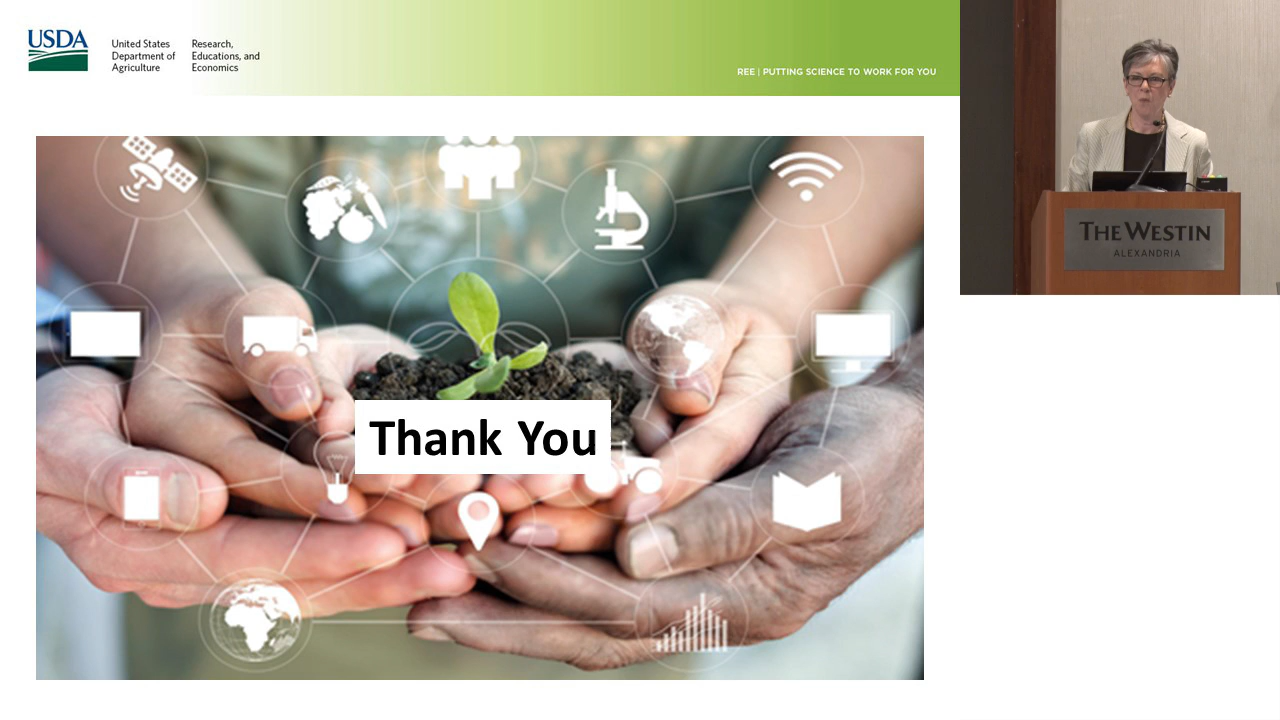 USDA
United States
Department of
Agriculture
Research,
Educations, and
Economics
REE | PUTTING SCIENCE TO WORK FOR YOU
Thank You
THE WESTIN
ALEXANDRIA